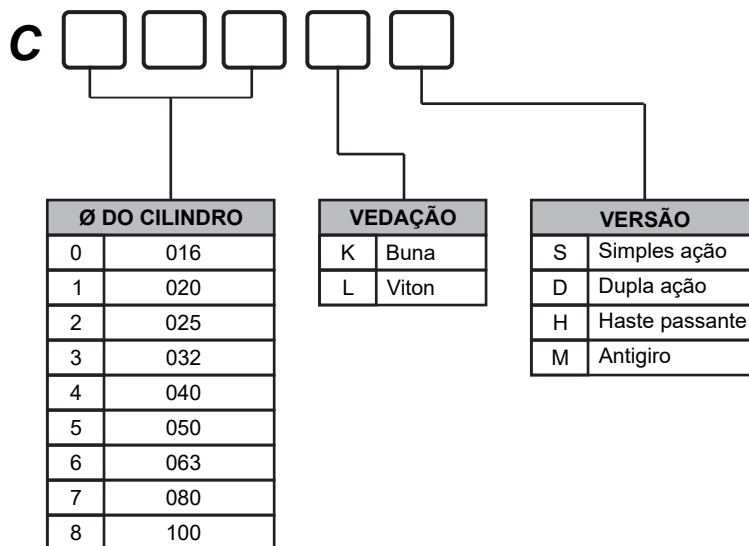 C
Ø DO CILINDRO
0 016
1 020
2 025
3 032
4 040
5 050
6 063
7 080
8 100
VEDAÇÃO
K Buna
L Viton
VERSÃO
S Simples ação
D Dupla ação
H Haste passante
M Antigiro